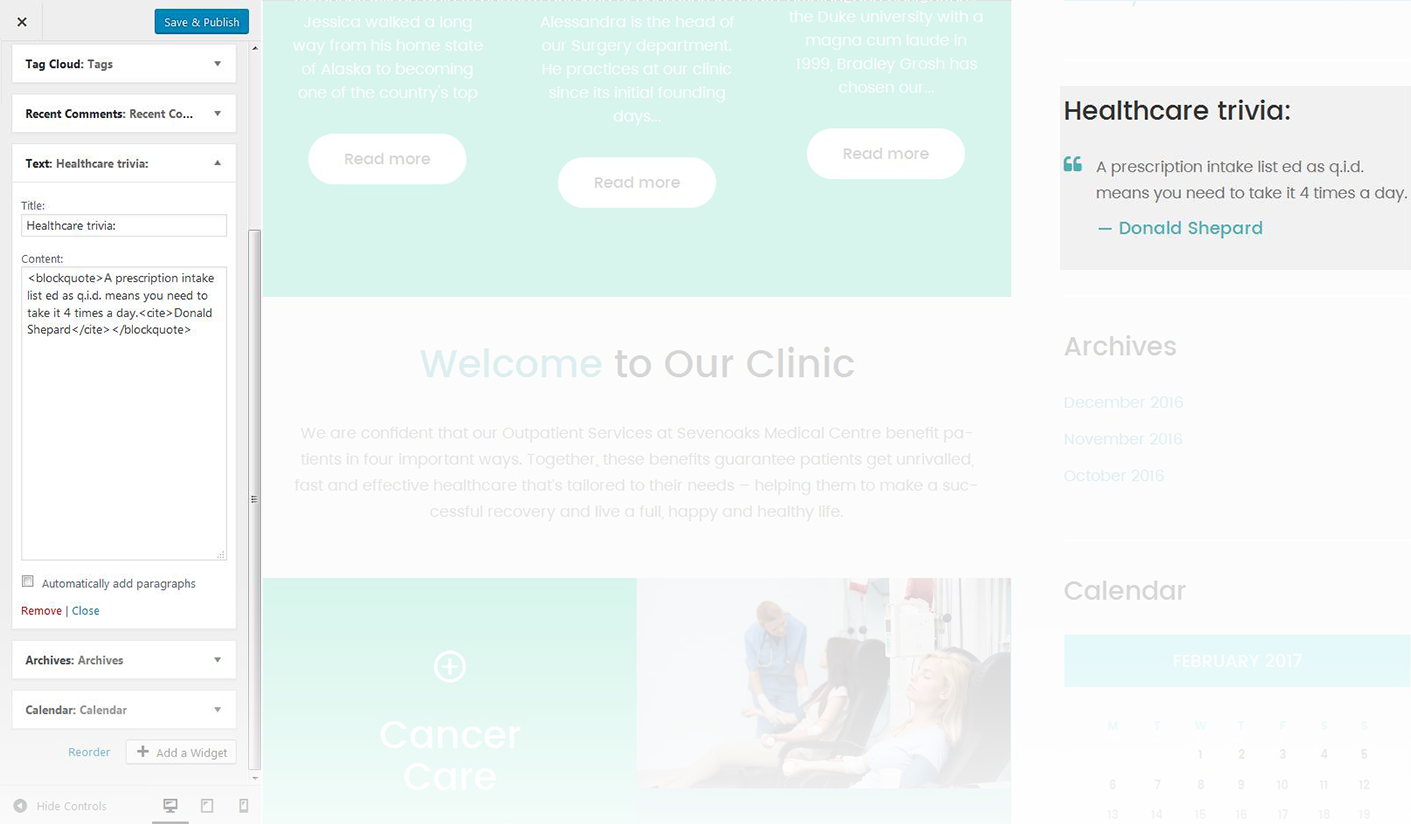 Save & Publish
Tag Cloud: Tags
Recent Comments: Recent Co...
Text: Healthcare trivia:
Title:
Healthcare trivia:
Content:
<blockquote>A prescription intake
list ed as q.i.d. means you need to
take it 4 times a day.<cite>Donald
Shepard</cite></blockquote>
Automatically add paragraphs
Remove | Close
Archives: Archives
Calendar: Calendar
Reorder
Add a Widget
Hide Controls
Jessica walked a long
way from his home state
of Alaska to becoming
one of the country's top
Read more
Alessandra is the head of
our Surgery department.
He practices at our clinic
since its initial founding
days...
Read more
the Duke university with a
magna cum laude in
1999, Bradley Grosh has
chosen our...
Read more
Welcome to Our Clinic
We are confident that our Outpatient Services at Sevenoaks Medical Centre benefit pa-
tients in four important ways. Together, these benefits guarantee patients get unrivalled,
fast and effective healthcare that's tailored to their needs – helping them to make a suc-
cessful recovery and live a full, happy and healthy life.
Cancer
Care
Healthcare trivia:
A prescription intake list ed as q.i.d.
means you need to take it 4 times a day.
— Donald Shepard
Archives
December 2016
November 2016
October 2016
Calendar
FEBRUARY 2017
M T W T F S S
1 2 3 4 5
6 7 8 9 10 11 12
13 14 15 16 17 18 19